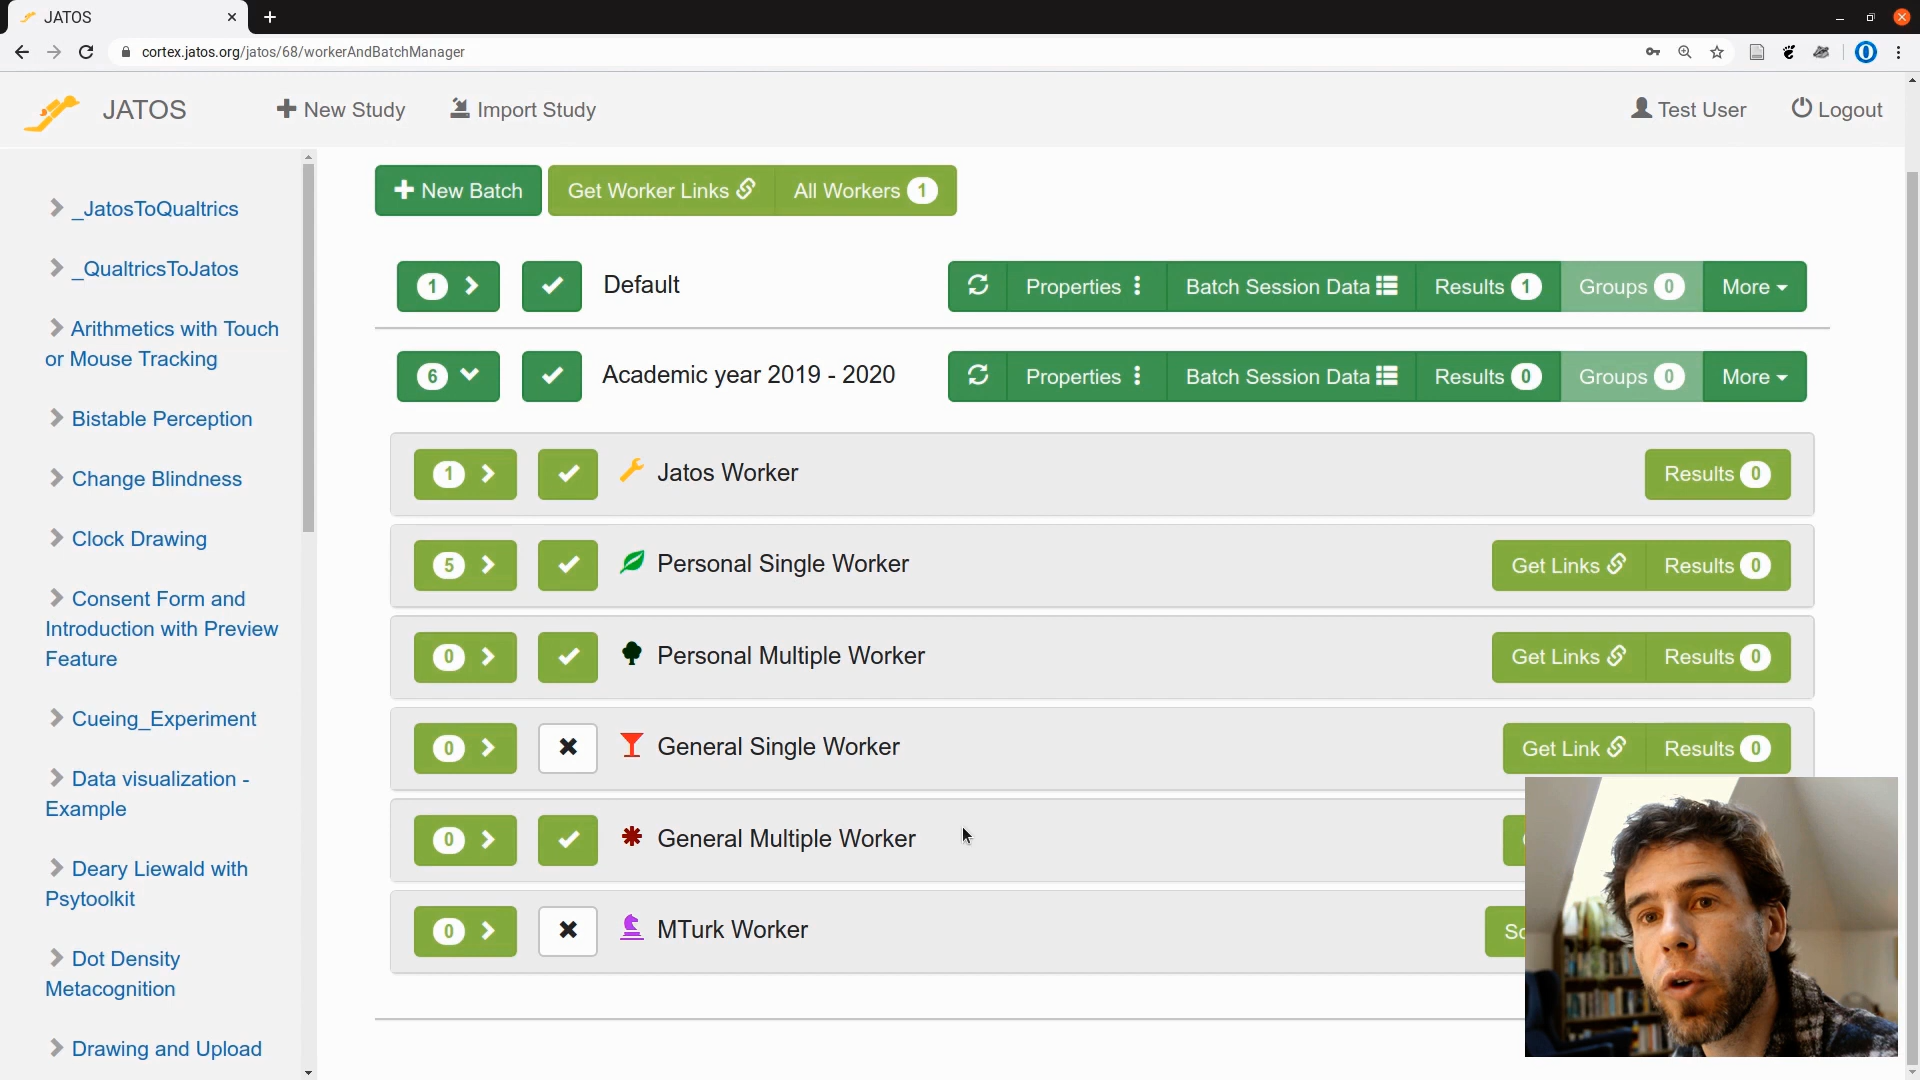 JATOS
cortex.jatos.org/jatos/68/workerAndBatchManager
JATOS
New Study
Import Study
Test User
Logout
_JatosToQualtrics
_QualtricsToJatos
Arithmetics with Touch
or Mouse Tracking
Bistable Perception
Change Blindness
Clock Drawing
Consent Form and
Introduction with Preview
Feature
Cueing_Experiment
Data visualization -
Example
Deary Liewald with
Psytoolkit
Dot Density
Metacognition
Drawing and Upload
New Batch
Get Worker Links
All Workers 1
1
Default
Properties
Batch Session Data
Results 1
Groups 0
More
6
Academic year 2019 - 2020
Properties
Batch Session Data
Results 0
Groups 0
More
1
Jatos Worker
Results 0
5
Personal Single Worker
Get Links
Results 0
0
Personal Multiple Worker
Get Links
Results 0
0
General Single Worker
Get Link
Results 0
0
General Multiple Worker
0
MTurk Worker